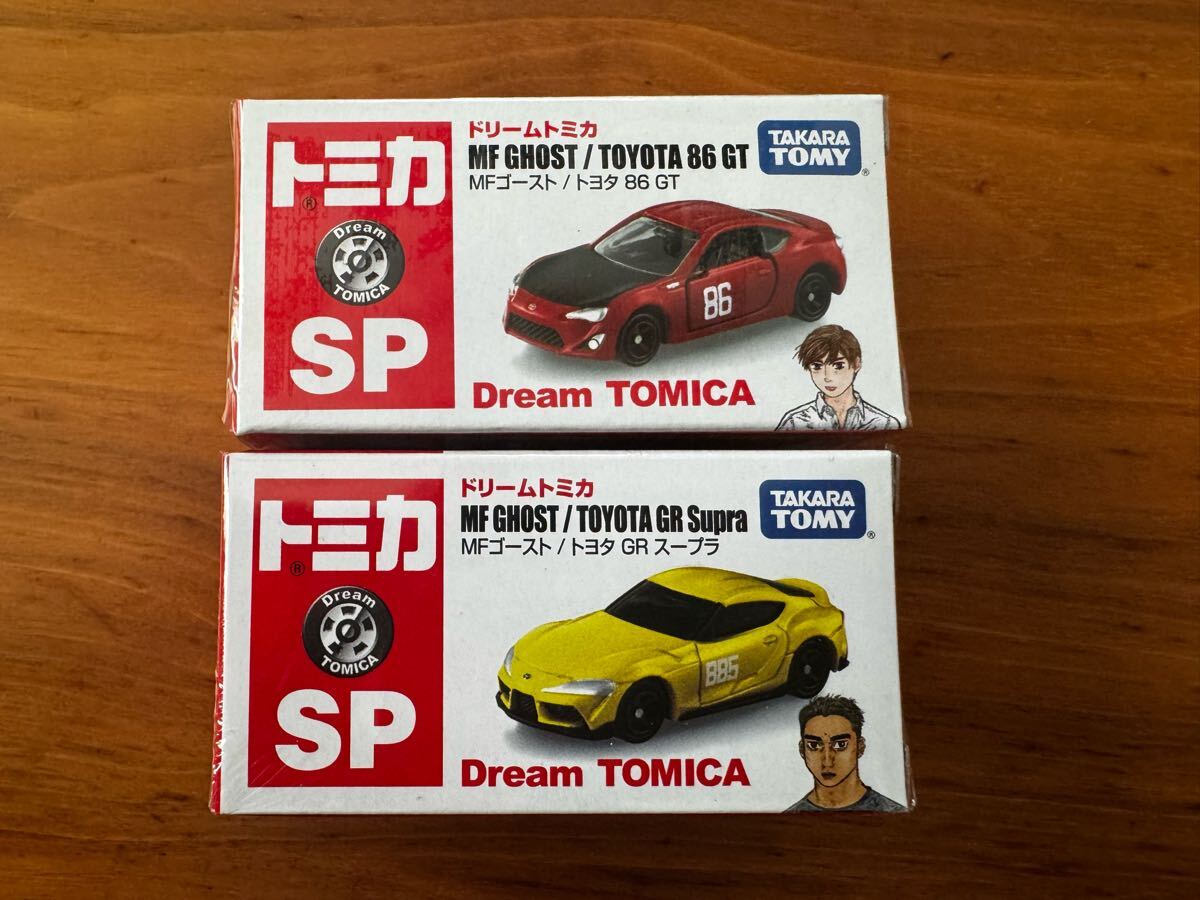 トミカ
®
Dream
TOMICA
SP
ドリームトミカ
MF GHOST / TOYOTA 86 GT
MFゴースト / トヨタ 86 GT
TAKARA
TOMY
®
86
Dream TOMICA
トミカ
®
Dream
TOMICA
SP
ドリームトミカ
MF GHOST / TOYOTA GR Supra
MFゴースト / トヨタ GR スープラ
TAKARA
TOMY
®
885
Dream TOMICA